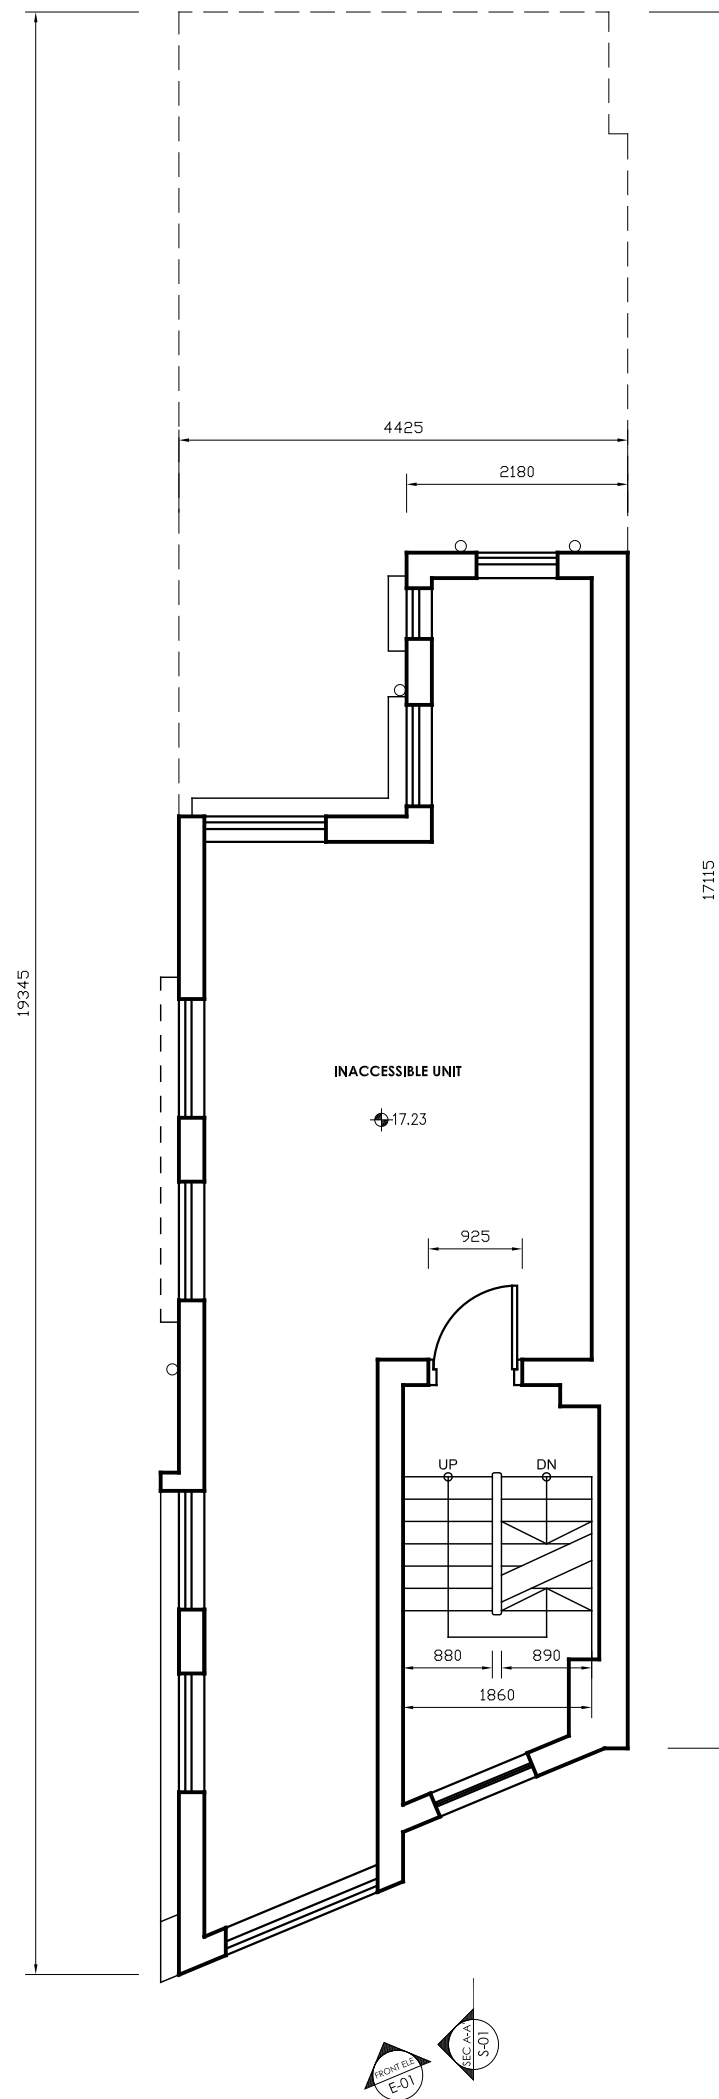 4425
2180
17115
19345
INACCESSIBLE UNIT
17.23
925
UP
DN
880
890
1860
SEC A-A'
S-01
FRONT ELE
E-01